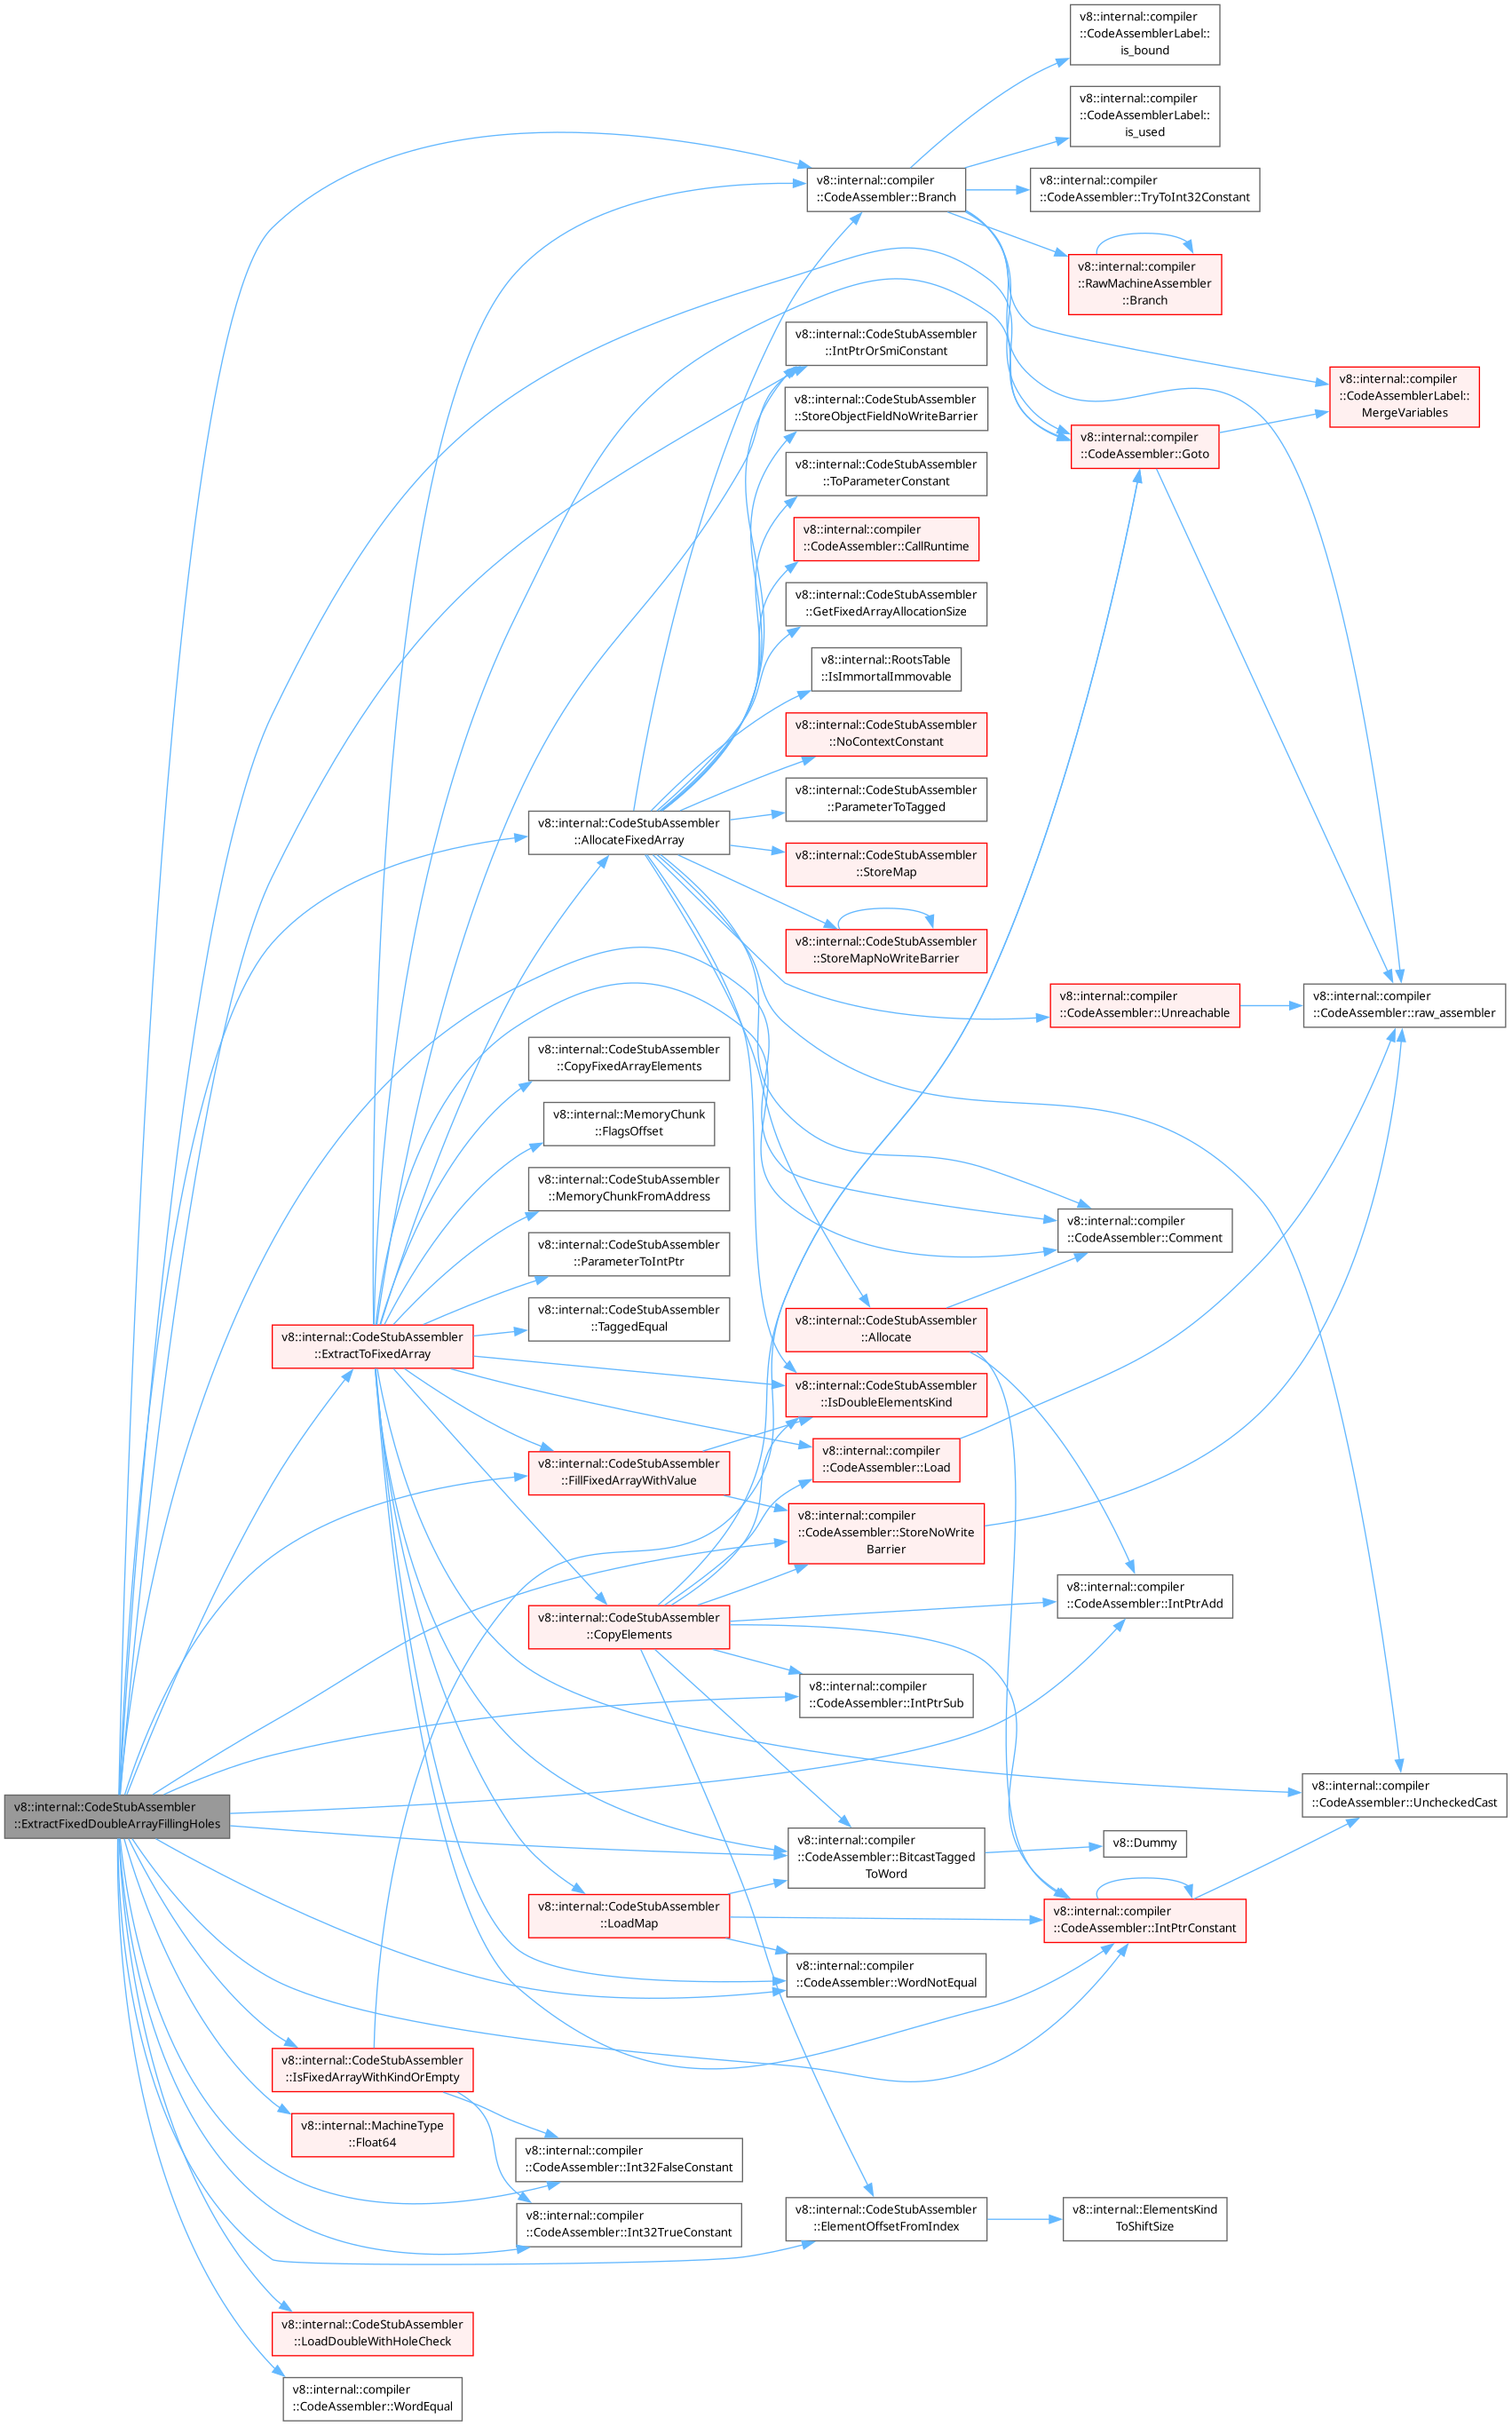 v8::internal::compiler
::CodeAssemblerLabel::
is_bound
v8::internal::compiler
::CodeAssemblerLabel::
is_used
v8::internal::compiler
::CodeAssembler::Branch
v8::internal::compiler
::CodeAssembler::TryToInt32Constant
v8::internal::compiler
::RawMachineAssembler
::Branch
v8::internal::CodeStubAssembler
::IntPtrOrSmiConstant
v8::internal::compiler
::CodeAssemblerLabel::
MergeVariables
v8::internal::CodeStubAssembler
::StoreObjectFieldNoWriteBarrier
v8::internal::compiler
::CodeAssembler::Goto
v8::internal::CodeStubAssembler
::ToParameterConstant
v8::internal::compiler
::CodeAssembler::CallRuntime
v8::internal::CodeStubAssembler
::GetFixedArrayAllocationSize
v8::internal::RootsTable
::IsImmortalImmovable
v8::internal::CodeStubAssembler
::NoContextConstant
v8::internal::CodeStubAssembler
::ParameterToTagged
v8::internal::CodeStubAssembler
::AllocateFixedArray
v8::internal::CodeStubAssembler
::StoreMap
v8::internal::CodeStubAssembler
::StoreMapNoWriteBarrier
v8::internal::compiler
::CodeAssembler::Unreachable
v8::internal::compiler
::CodeAssembler::raw_assembler
v8::internal::CodeStubAssembler
::CopyFixedArrayElements
v8::internal::MemoryChunk
::FlagsOffset
v8::internal::CodeStubAssembler
::MemoryChunkFromAddress
v8::internal::compiler
::CodeAssembler::Comment
v8::internal::CodeStubAssembler
::ParameterToIntPtr
v8::internal::CodeStubAssembler
::TaggedEqual
v8::internal::CodeStubAssembler
::Allocate
v8::internal::CodeStubAssembler
::ExtractToFixedArray
v8::internal::CodeStubAssembler
::IsDoubleElementsKind
v8::internal::CodeStubAssembler
::FillFixedArrayWithValue
v8::internal::compiler
::CodeAssembler::Load
v8::internal::compiler
::CodeAssembler::StoreNoWrite
Barrier
v8::internal::compiler
::CodeAssembler::IntPtrAdd
v8::internal::CodeStubAssembler
::CopyElements
v8::internal::compiler
::CodeAssembler::IntPtrSub
v8::internal::compiler
::CodeAssembler::UncheckedCast
v8::internal::CodeStubAssembler
::ExtractFixedDoubleArrayFillingHoles
v8::internal::compiler
::CodeAssembler::BitcastTagged
ToWord
v8::Dummy
v8::internal::CodeStubAssembler
::LoadMap
v8::internal::compiler
::CodeAssembler::IntPtrConstant
v8::internal::compiler
::CodeAssembler::WordNotEqual
v8::internal::CodeStubAssembler
::IsFixedArrayWithKindOrEmpty
v8::internal::MachineType
::Float64
v8::internal::compiler
::CodeAssembler::Int32FalseConstant
v8::internal::compiler
::CodeAssembler::Int32TrueConstant
v8::internal::CodeStubAssembler
::ElementOffsetFromIndex
v8::internal::ElementsKind
ToShiftSize
v8::internal::CodeStubAssembler
::LoadDoubleWithHoleCheck
v8::internal::compiler
::CodeAssembler::WordEqual